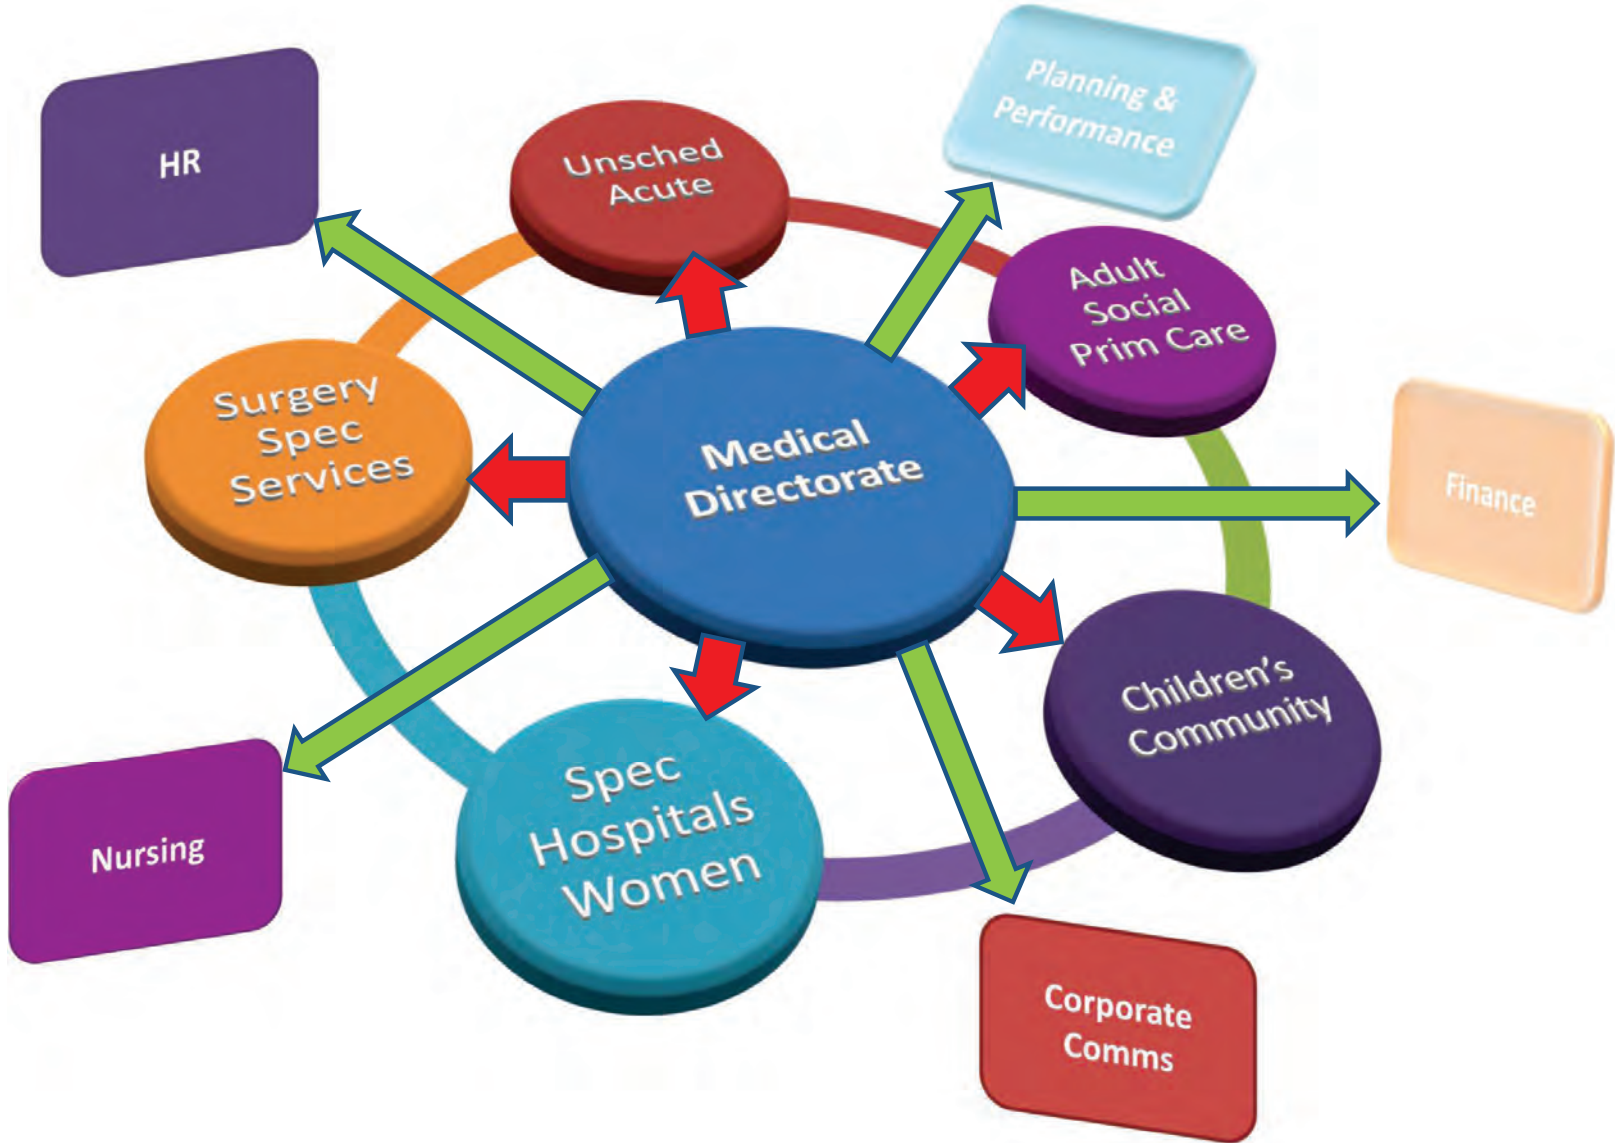 HR
Unsched
Acute
Planning &
Performance
Adult
Social
Prim Care
Surgery
Spec
Services
Medical
Directorate
Finance
Children's
Community
Spec
Hospitals
Women
Nursing
Corporate
Comms